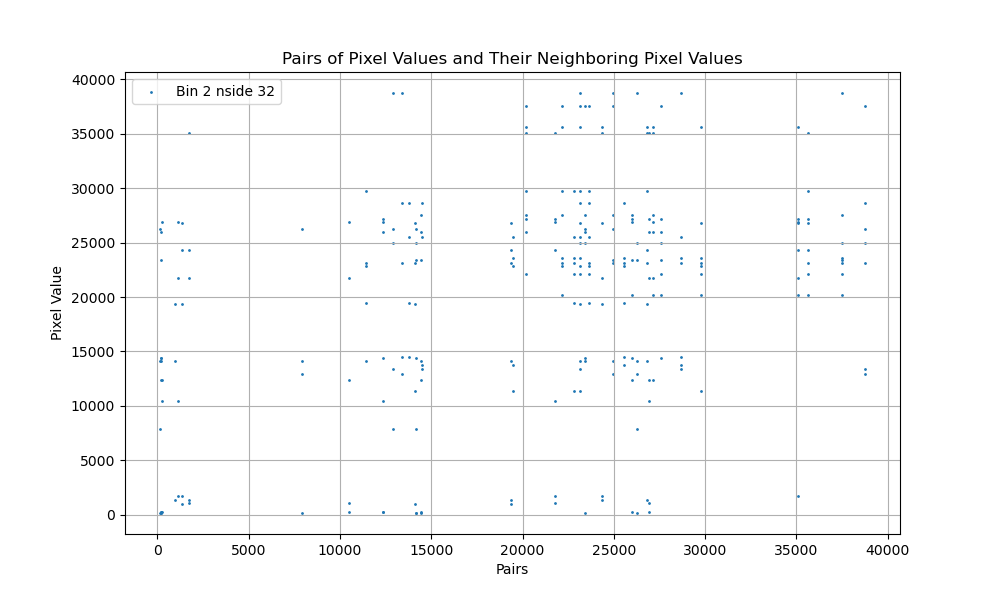 Pairs of Pixel Values and Their Neighboring Pixel Values
40000
Bin 2 nside 32
35000
30000
25000
20000
15000
10000
5000
0
Pixel Value
0 5000 10000 15000 20000 25000 30000 35000 40000
Pairs